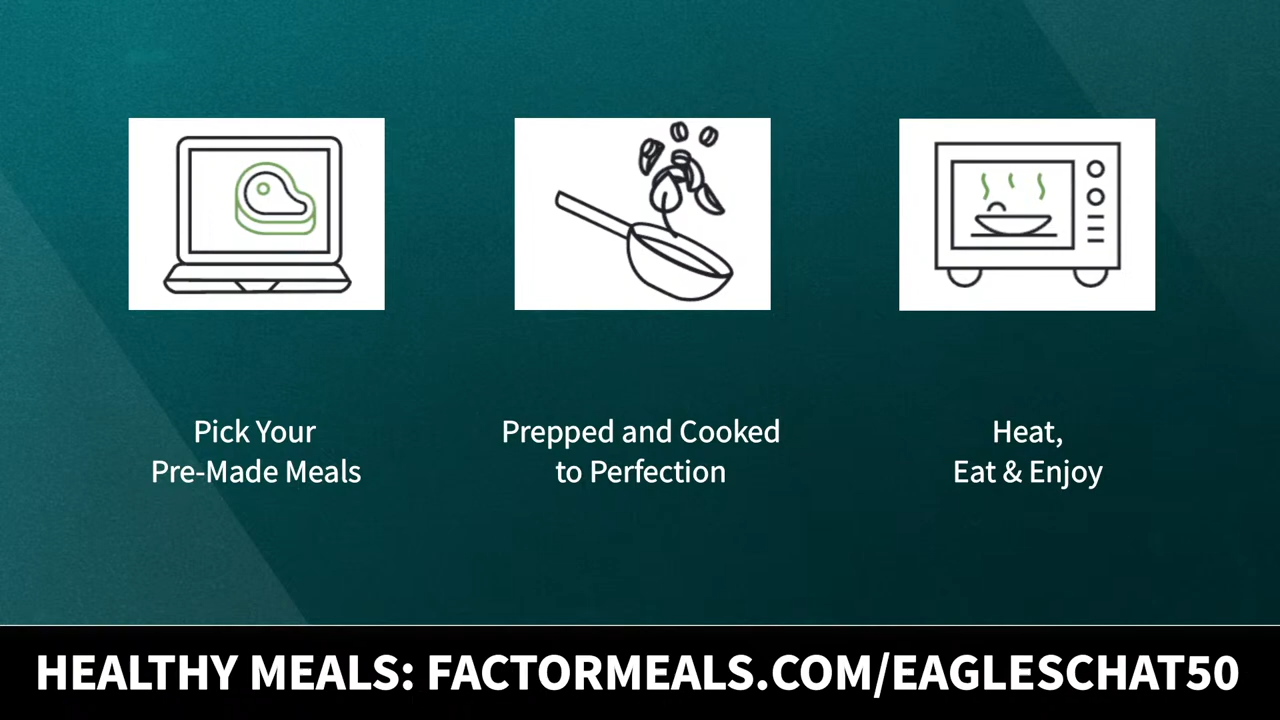 Pick Your
Pre-Made Meals
Prepped and Cooked
to Perfection
Heat,
Eat & Enjoy
HEALTHY MEALS: FACTORMEALS.COM/EAGLESCHAT50